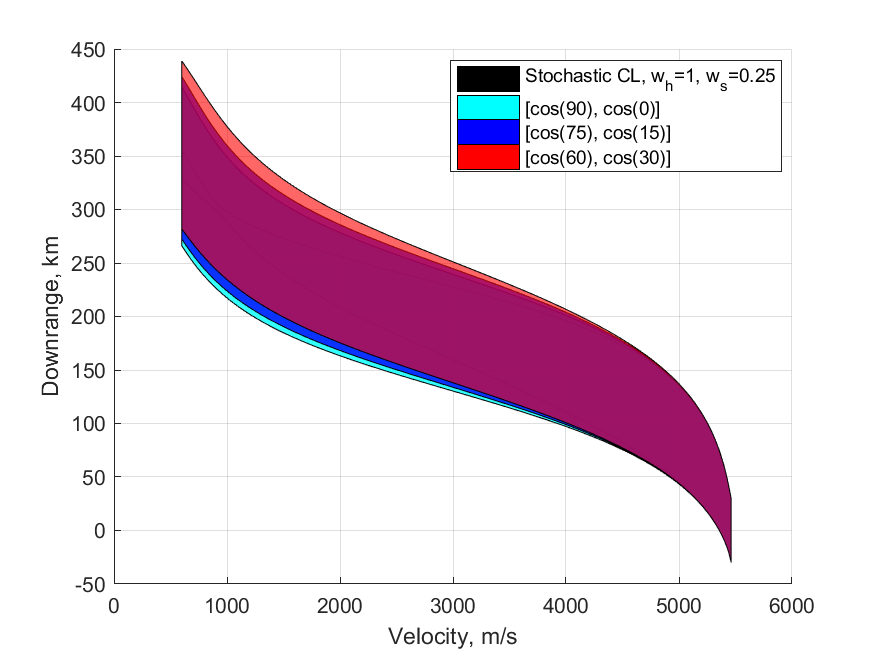 450
400
350
300
250
200
150
100
50
0
-50
0 1000 2000 3000 4000 5000 6000
Downrange, km
Velocity, m/s
Stochastic CL, w_h=1, w_s=0.25
[cos(90), cos(0)]
[cos(75), cos(15)]
[cos(60), cos(30)]